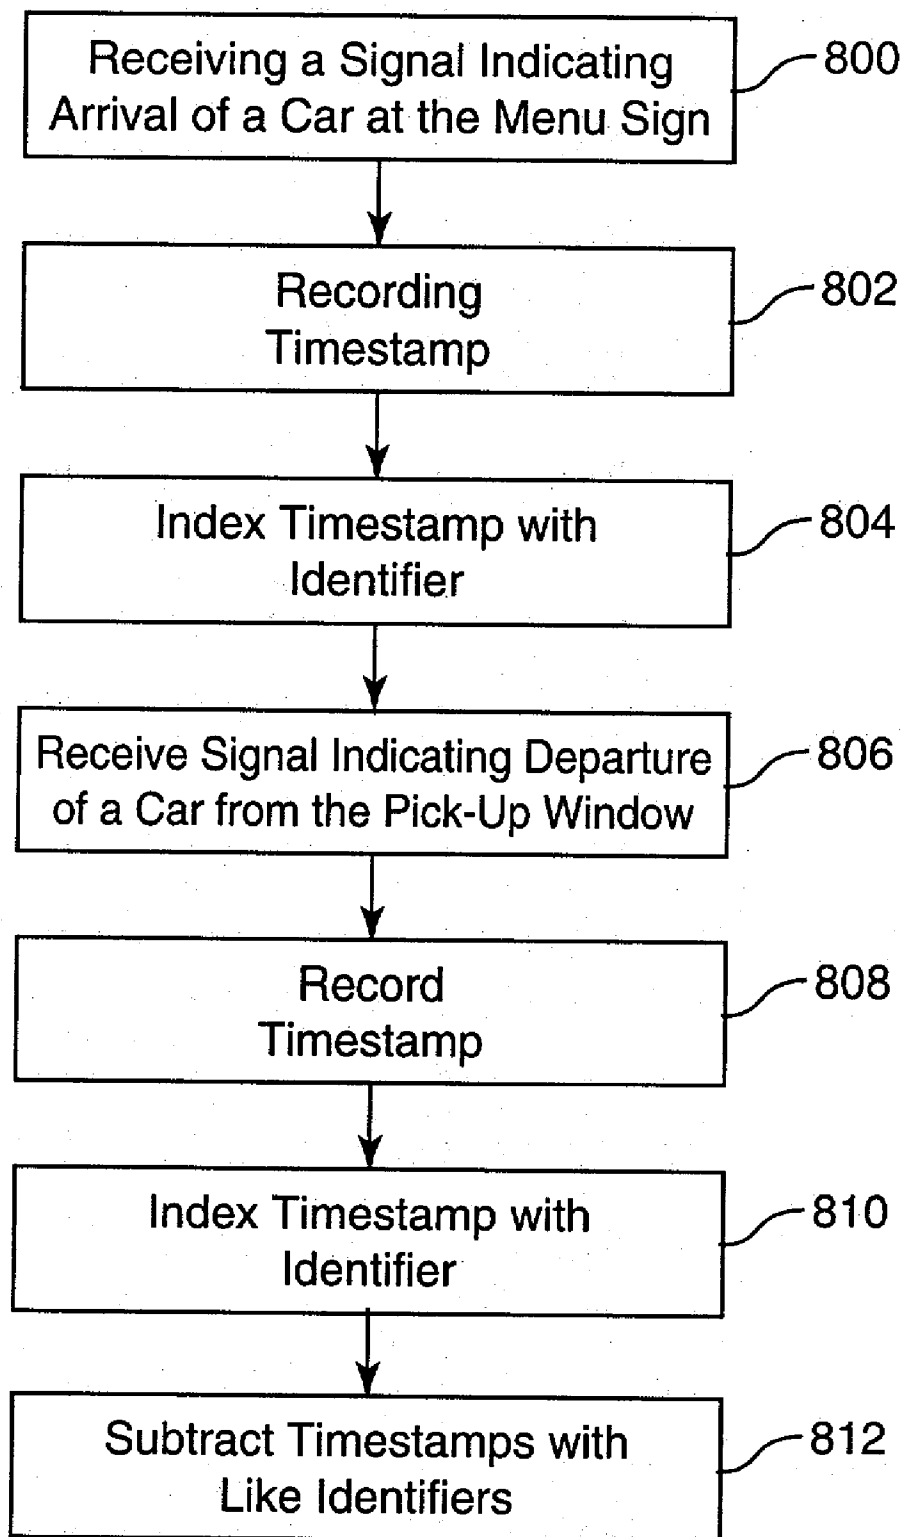 Receiving a Signal Indicating
Arrival of a Car at the Menu Sign
800
Recording
Timestamp
802
Index Timestamp with
Identifier
804
Receive Signal Indicating Departure
of a Car from the Pick-Up Window
806
Record
Timestamp
808
Index Timestamp with
Identifier
810
Subtract Timestamps with
Like Identifiers
812